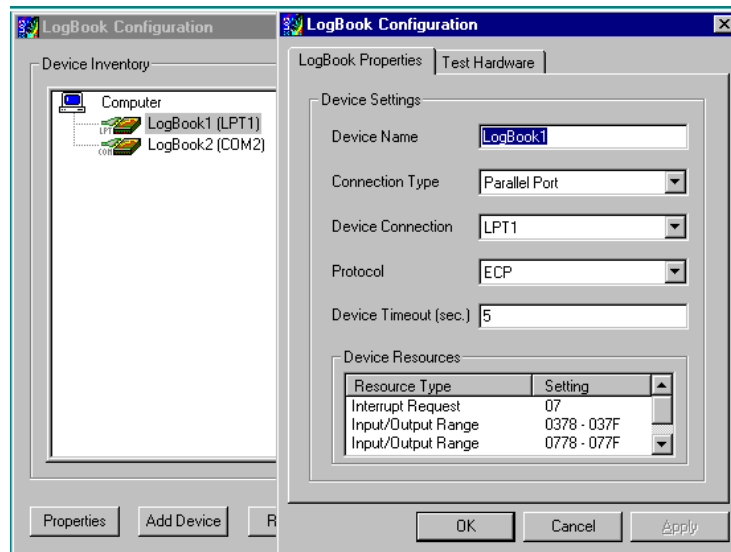 LogBook Configuration
Device Inventory
Computer
LPT LogBook1 (LPT1)
COM LogBook2 (COM2)
Properties
Add Device
R
LogBook Configuration
LogBook Properties
Test Hardware
Device Settings
Device Name
LogBook1
Connection Type
Parallel Port
Device Connection
LPT1
Protocol
ECP
Device Timeout (sec.)
5
Device Resources
Resource Type Setting
Interrupt Request 07
Input/Output Range 0378 - 037F
Input/Output Range 0778 - 077F
OK
Cancel
Apply